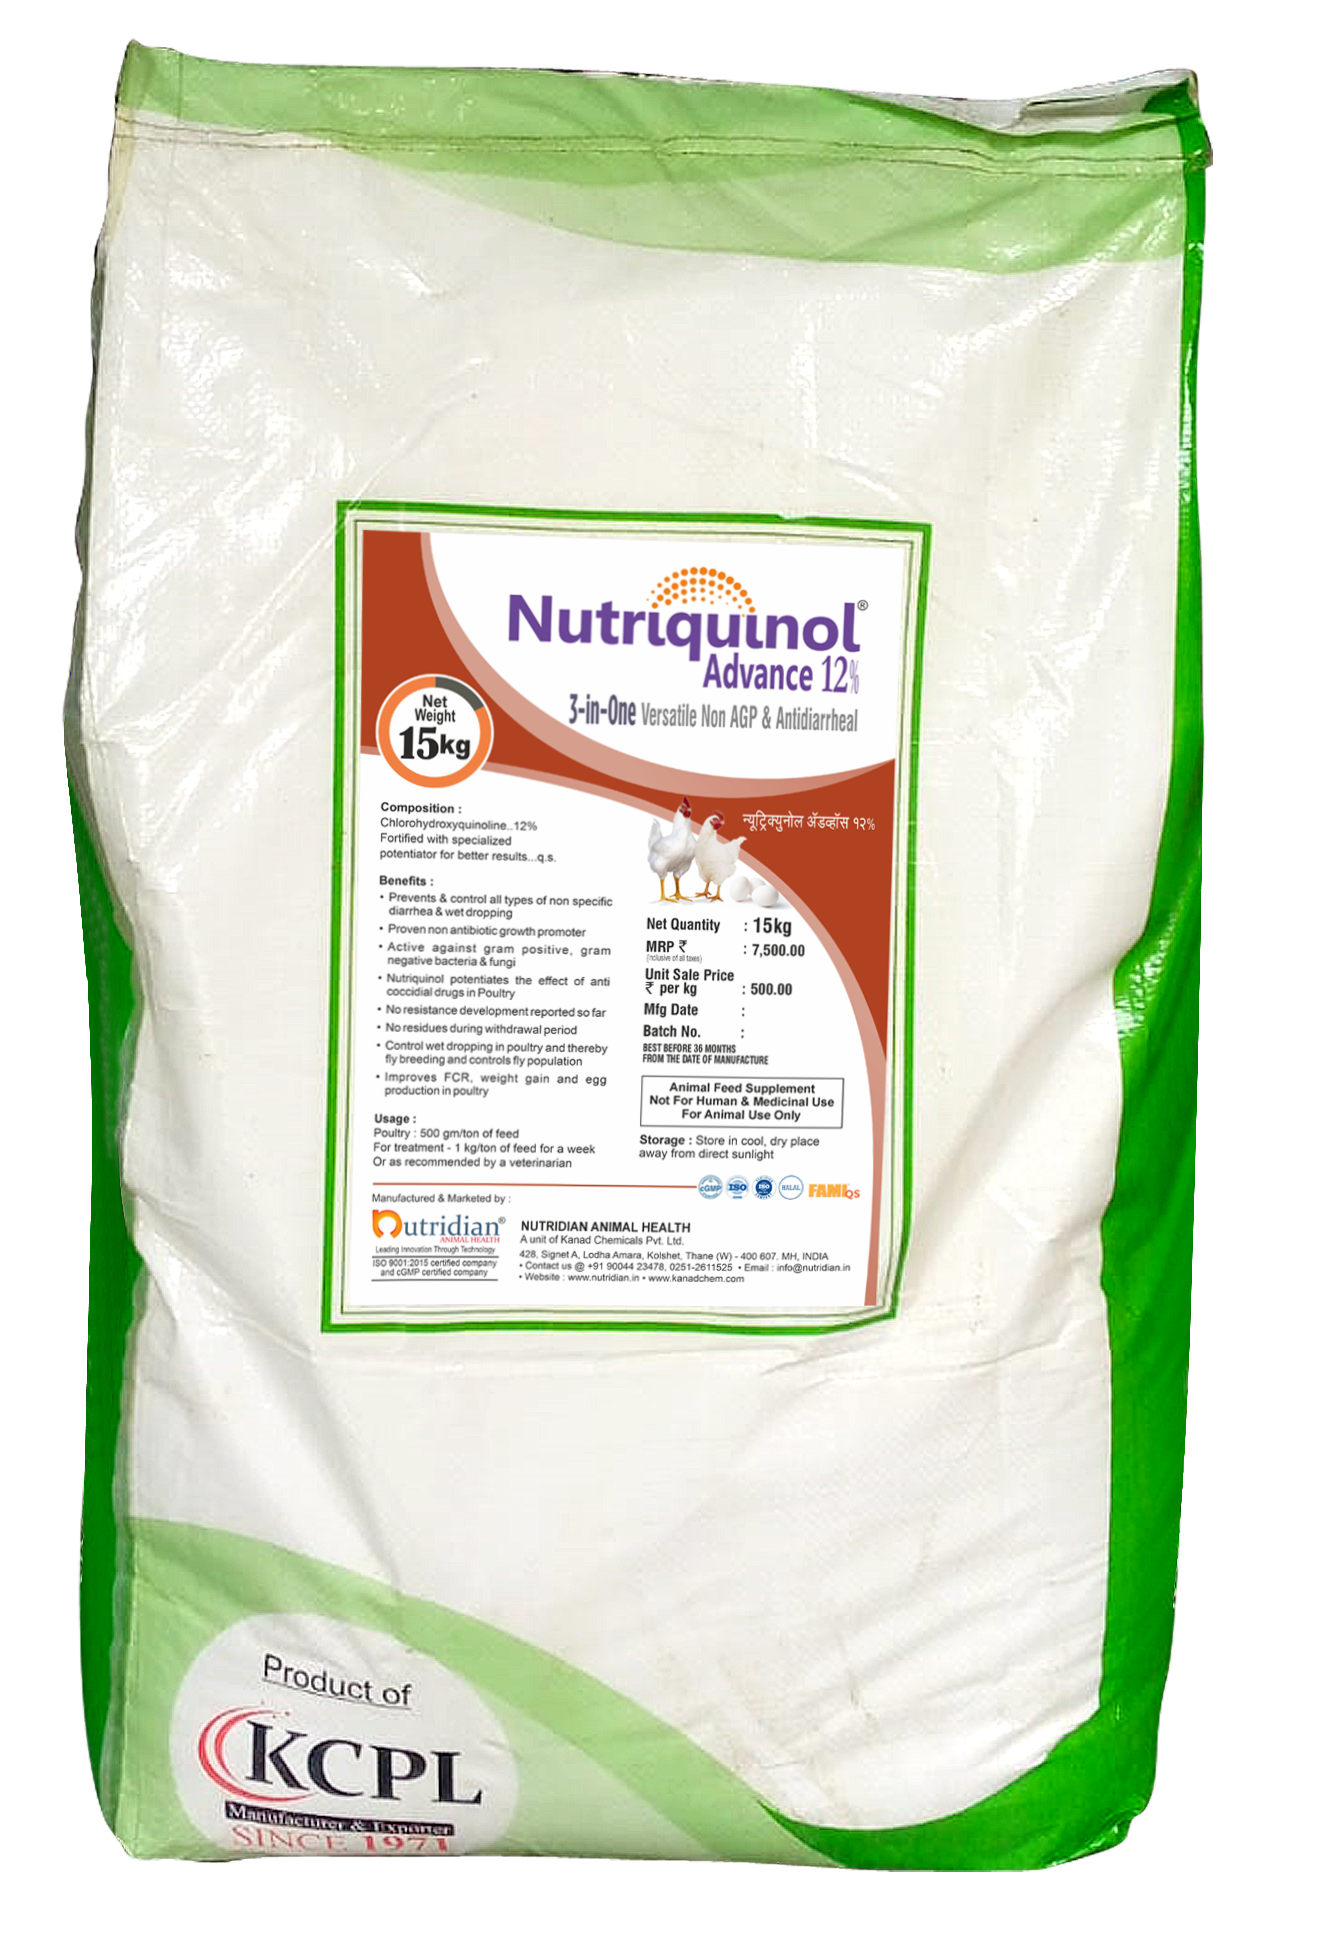 Nutriquinol®
Advance 12%
3-in-One Versatile Non AGP & Antidiarrheal
Net
Weight
15kg
न्यूट्रिक्युनोल ॲडव्हॉस १२%
Composition :
Chlorohydroxyquinoline..12%
Fortified with specialized
potentiator for better results...q.s.
Benefits :
• Prevents & control all types of non specific
diarrhea & wet dropping
• Proven non antibiotic growth promoter
• Active against gram positive, gram
negative bacteria & fungi
• Nutriquinol potentiates the effect of anti
coccidial drugs in Poultry
• No resistance development reported so far
• No residues during withdrawal period
• Control wet dropping in poultry and thereby
fly breeding and controls fly population
• Improves FCR, weight gain and egg
production in poultry
Usage :
Poultry : 500 gm/ton of feed
For treatment - 1 kg/ton of feed for a week
Or as recommended by a veterinarian
Net Quantity : 15kg
MRP ₹ : 7,500.00
(inclusive of all taxes)
Unit Sale Price
₹ per kg : 500.00
Mfg Date :
Batch No. :
BEST BEFORE 36 MONTHS
FROM THE DATE OF MANUFACTURE
Animal Feed Supplement
Not For Human & Medicinal Use
For Animal Use Only
Storage : Store in cool, dry place
away from direct sunlight
cGMP ISO ISO HALAL FAMI QS
Manufactured & Marketed by :
nutridian®
ANIMAL HEALTH
Leading Innovation Through Technology
ISO 9001:2015 certified company
and cGMP certified company
NUTRIDIAN ANIMAL HEALTH
A unit of Kanad Chemicals Pvt. Ltd.
428, Signet A, Lodha Amara, Kolshet, Thane (W) - 400 607. MH, INDIA
• Contact us @ +91 90044 23478, 0251-2611525 • Email : info@nutridian.in
• Website : www.nutridian.in • www.kanadchem.com
Product of
KCPL
Manufacturer & Exporter
SINCE 1971